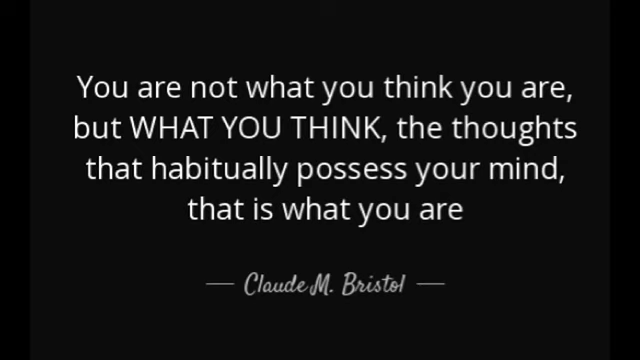 You are not what you think you are,
but WHAT YOU THINK, the thoughts
that habitually possess your mind,
that is what you are
— Claude M. Bristol —